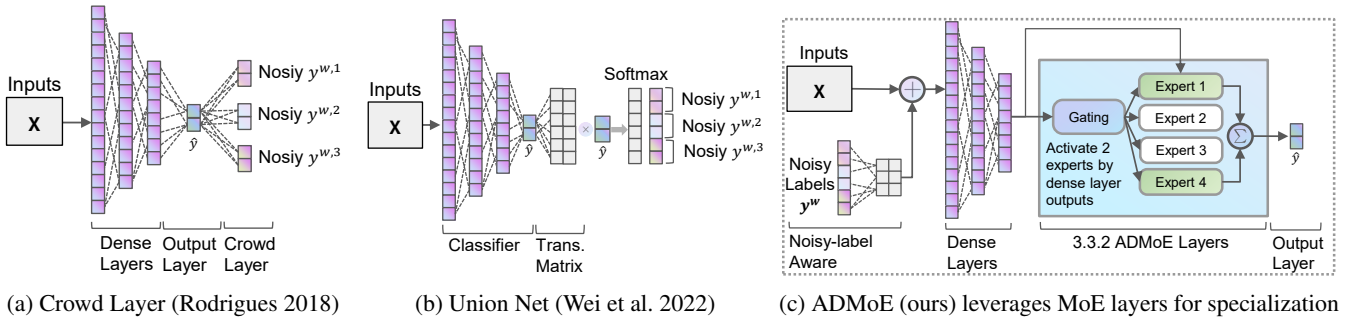 Inputs
X
Nosiy y^{w,1}
Nosiy y^{w,2}
Nosiy y^{w,3}
ŷ
Dense Layers
Output Layer
Crowd Layer
(a) Crowd Layer (Rodrigues 2018)
Inputs
X
ŷ
×
ŷ
Softmax
Nosiy y^{w,1}
Nosiy y^{w,2}
Nosiy y^{w,3}
Classifier
Trans. Matrix
(b) Union Net (Wei et al. 2022)
Inputs
X
+
Noisy
Labels
y^w
Noisy-label
Aware
Dense
Layers
Gating
Activate 2
experts by
dense layer
outputs
Expert 1
Expert 2
Expert 3
Expert 4
Σ
ŷ
3.3.2 ADMoE Layers
Output
Layer
(c) ADMoE (ours) leverages MoE layers for specialization